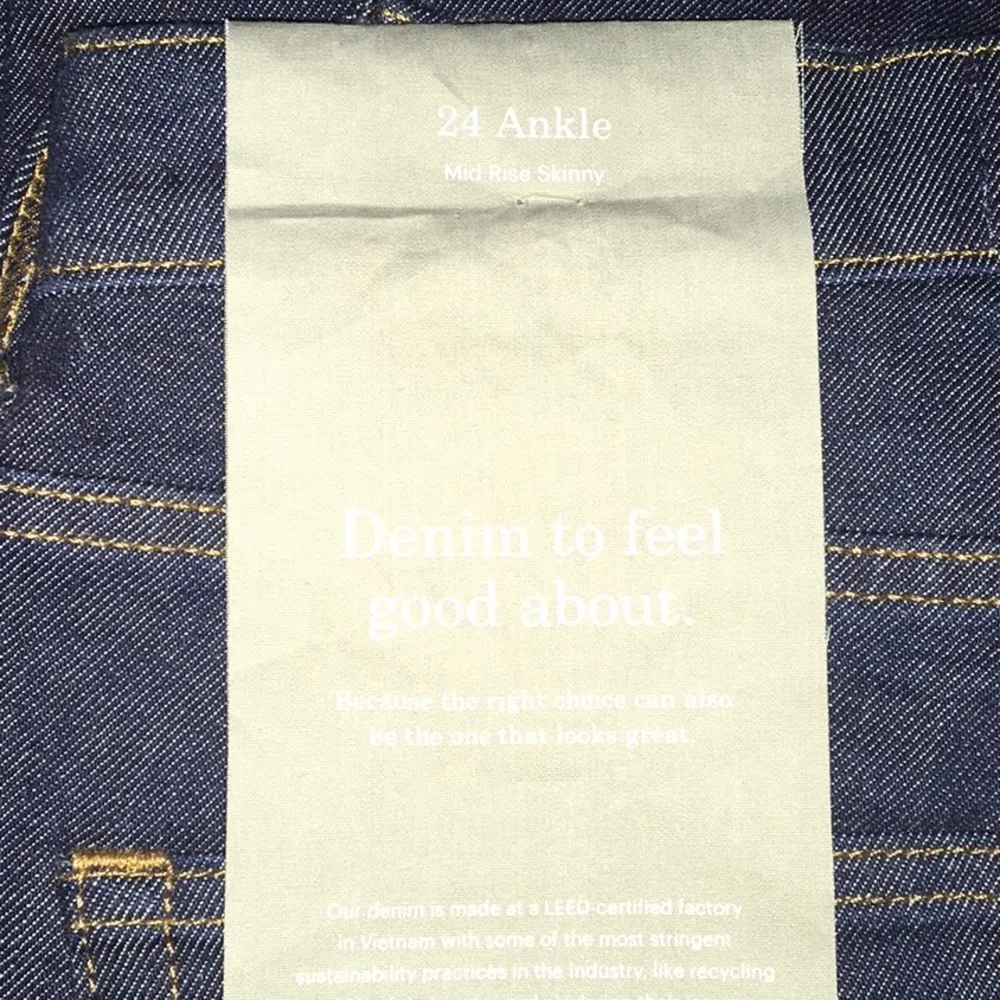 24 Ankle
Mid Rise Skinny
Denim to feel
good about.
Because the right choice can also
be the one that looks great.
Our denim is made at a LEED-certified factory
in Vietnam with some of the most stringent
sustainability practices in the industry, like recycling